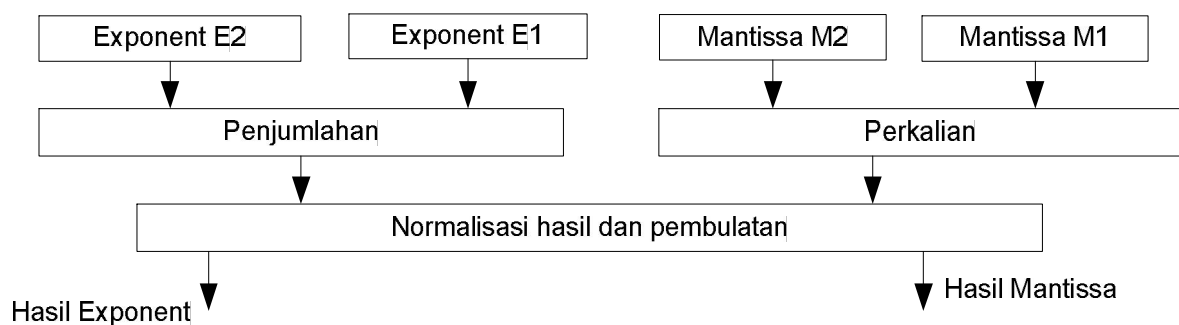 Exponent E2
Exponent E1
Mantissa M2
Mantissa M1
Penjumlahan
Perkalian
Normalisasi hasil dan pembulatan
Hasil Exponent
Hasil Mantissa